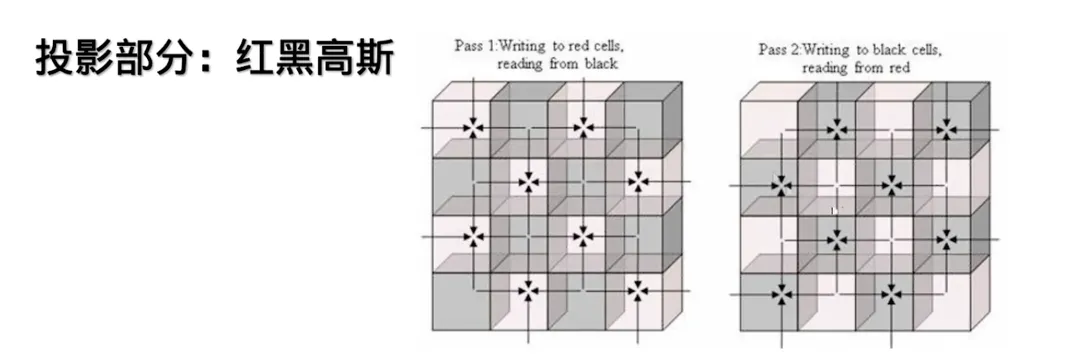 投影部分：红黑高斯
Pass 1:Writing to red cells,
reading from black
Pass 2:Writing to black cells,
reading from red